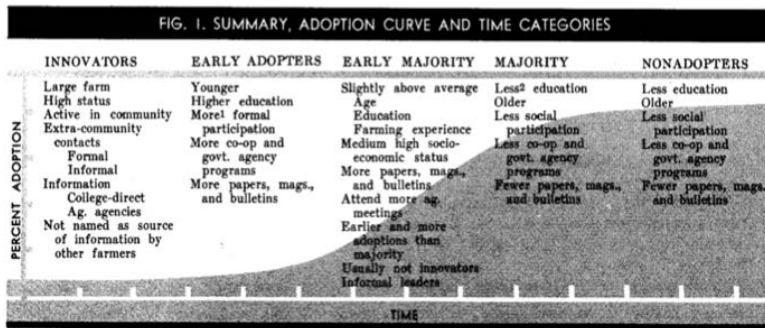 FIG. 1. SUMMARY, ADOPTION CURVE AND TIME CATEGORIES
INNOVATORS
Large farm
High status
Active in community
Extra-community
contacts
Formal
Informal
Information
College-direct
Ag. agencies
Not named as source
of information by
other farmers
EARLY ADOPTERS
Younger
Higher education
More¹ formal
participation
More co-op and
govt. agency
programs
More papers, mags.,
and bulletins
EARLY MAJORITY
Slightly above average
Age
Education
Farming experience
Medium high socio-
economic status
More papers, mags.,
and bulletins
Attend more ag.
meetings
Earlier and more
adoptions than
majority
Usually not innovators
Informal leaders
MAJORITY
Less² education
Older
Less social
participation
Less co-op and
govt. agency
programs
Fewer papers, mags.,
and bulletins
NONADOPTERS
Less education
Older
Less social
participation
Less co-op and
govt. agency
programs
Fewer papers, mags.
and bulletins
PERCENT ADOPTION
TIME